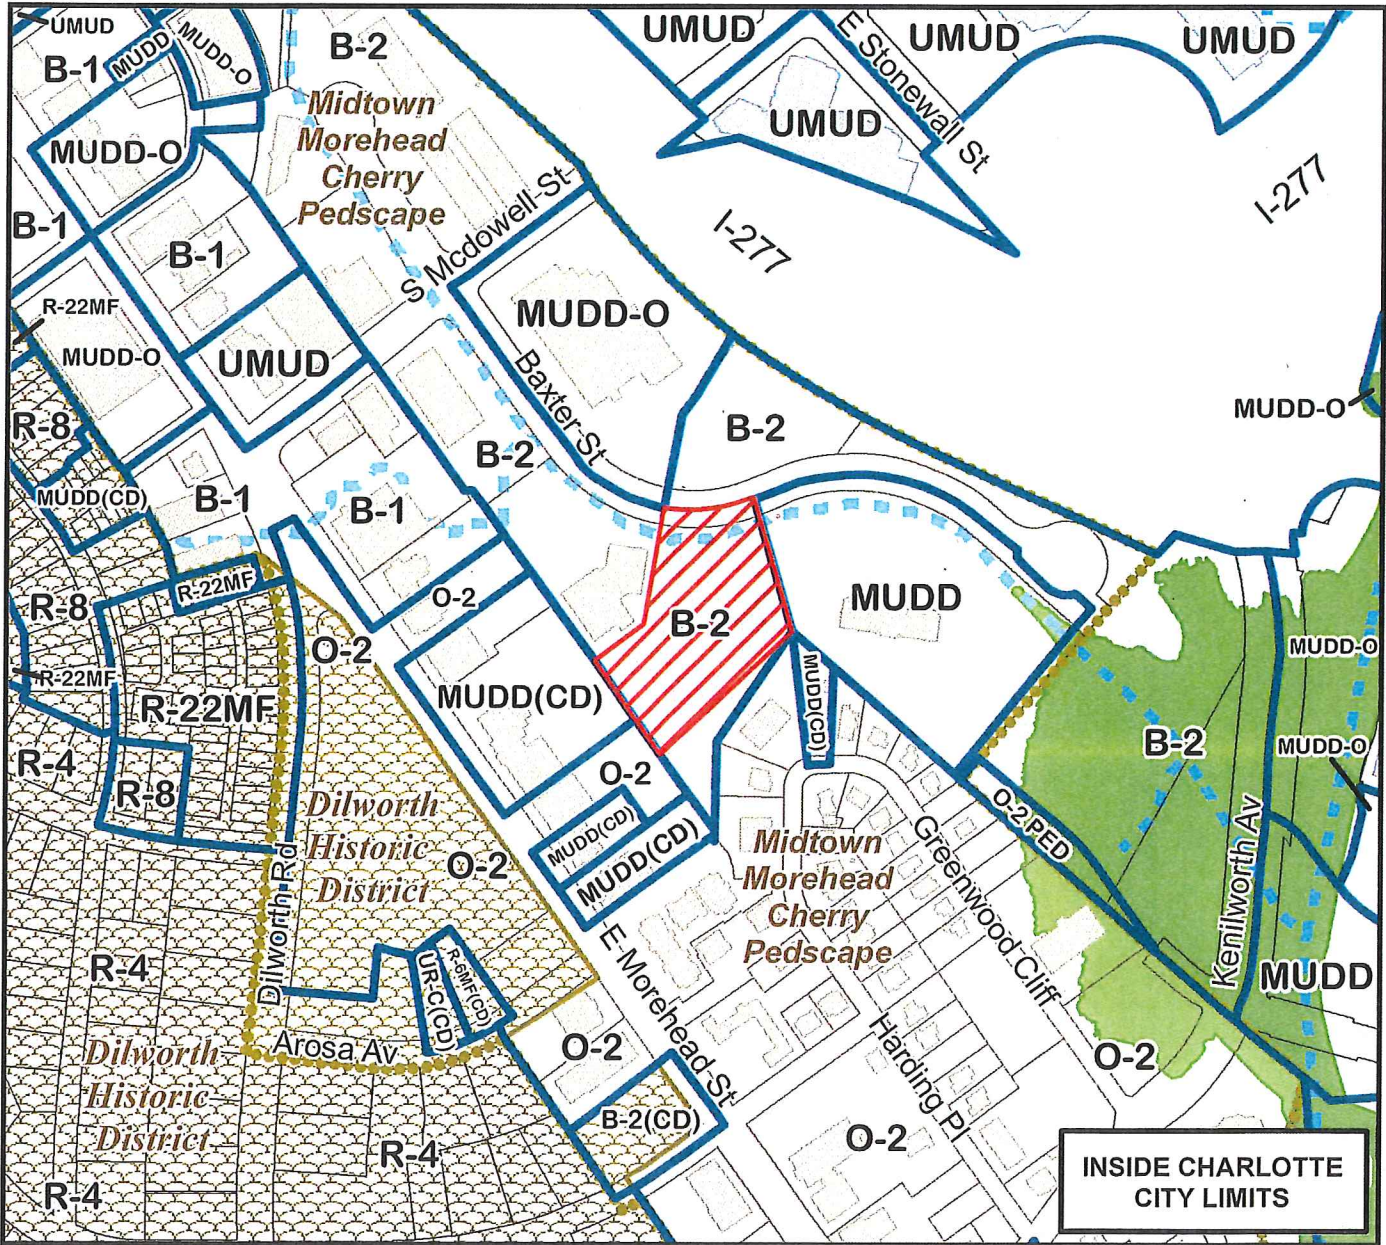 UMUD
B-1
MUDD
MUDD-O
B-2
UMUD
E Stonewall St
UMUD
UMUD
UMUD
Midtown
Morehead
Cherry
Pedscape
MUDD-O
B-1
B-1
S Mcdowell St
I-277
I-277
R-22MF
MUDD-O
UMUD
MUDD-O
Baxter St
B-2
MUDD-O
R-8
MUDD(CD)
B-1
B-1
B-2
R-22MF
O-2
R-8
O-2
B-2
MUDD
MUDD-O
R-22MF
R-22MF
MUDD(CD)
MUDD(CD)
R-4
R-8
O-2
B-2
MUDD-O
Dilworth
Historic
District
Dilworth Rd
O-2
MUDD(CD)
MUDD(CD)
O-2 PED
Midtown
Morehead
Cherry
Pedscape
Greenwood Cliff
Kenilworth Av
MUDD
R-4
UR-C(CD)
R-6MF(CD)
E Morehead St
Harding Pl
Arosa Av
Dilworth
Historic
District
O-2
O-2
B-2(CD)
R-4
O-2
R-4
INSIDE CHARLOTTE
CITY LIMITS